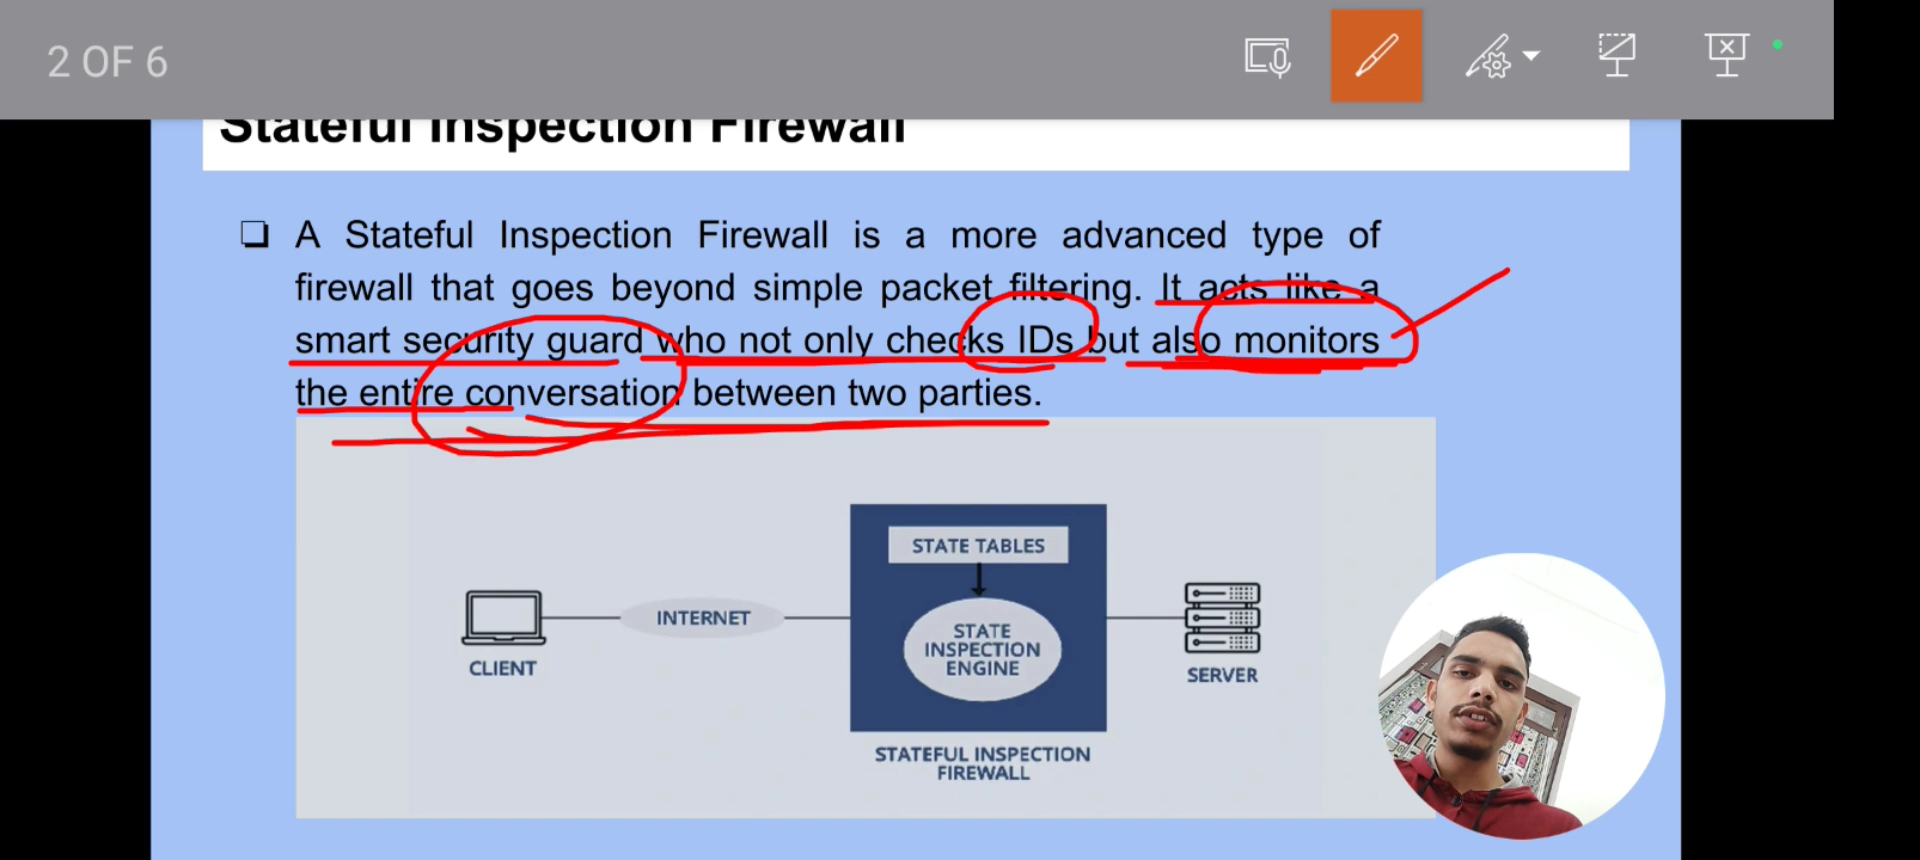 2 OF 6
Stateful Inspection Firewall
❏ A Stateful Inspection Firewall is a more advanced type of
firewall that goes beyond simple packet filtering. It acts like a
smart security guard who not only checks IDs but also monitors
the entire conversation between two parties.
STATE TABLES
STATE
INSPECTION
ENGINE
INTERNET
CLIENT
SERVER
STATEFUL INSPECTION
FIREWALL